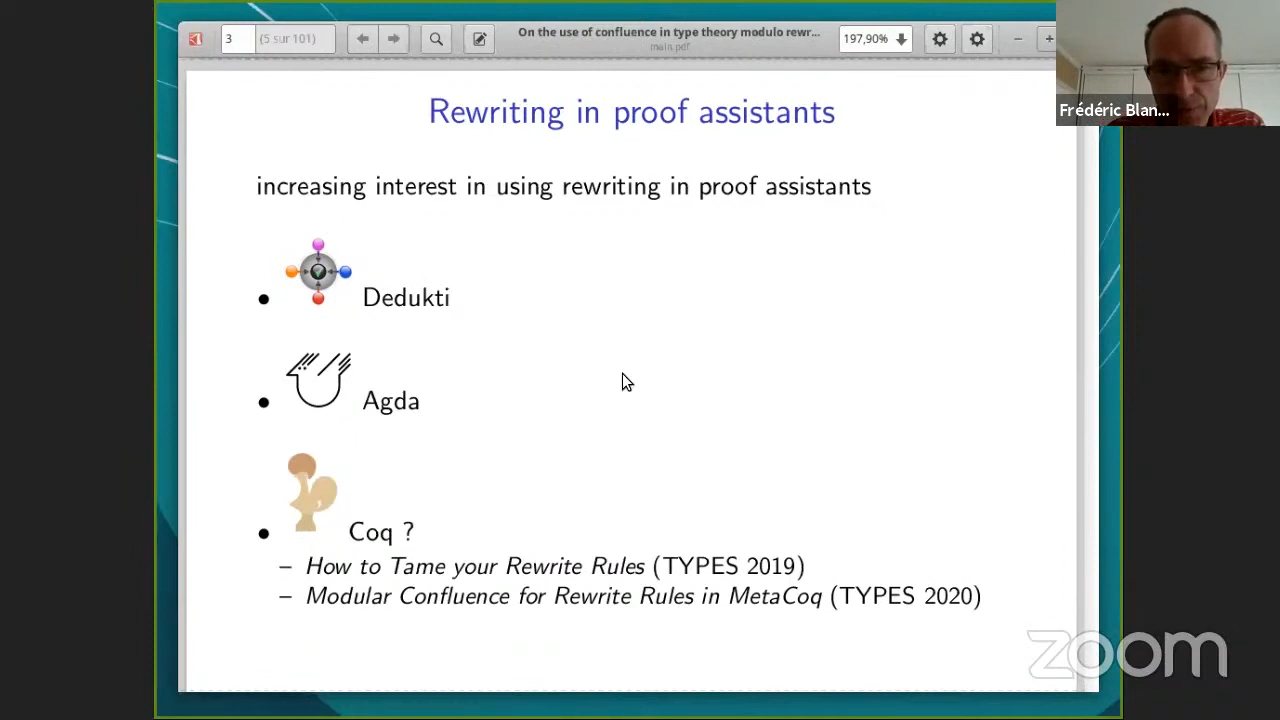 3 (5 sur 101)
On the use of confluence in type theory modulo rewr...
main.pdf
197,90%
Frédéric Blan...
Rewriting in proof assistants
increasing interest in using rewriting in proof assistants
• Dedukti
• Agda
• Coq ?
– How to Tame your Rewrite Rules (TYPES 2019)
– Modular Confluence for Rewrite Rules in MetaCoq (TYPES 2020)
zoom